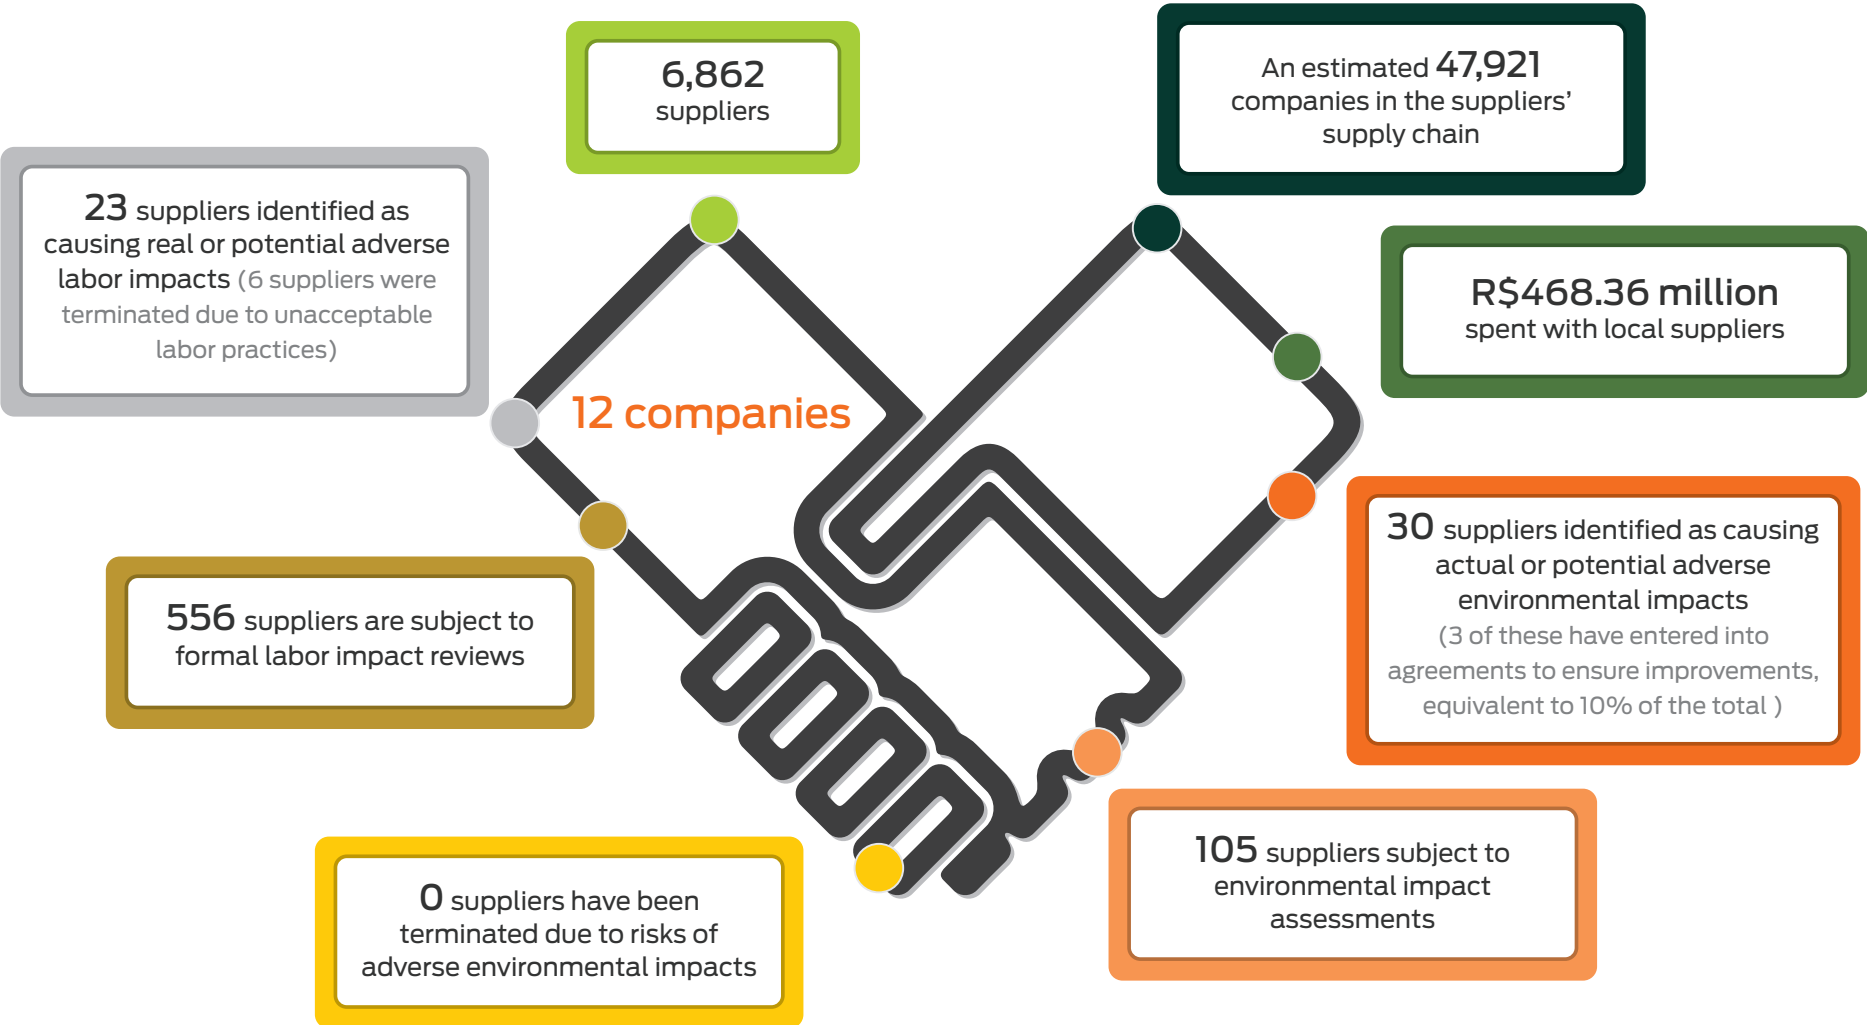 6,862
suppliers
An estimated 47,921
companies in the suppliers’
supply chain
23 suppliers identified as
causing real or potential adverse
labor impacts (6 suppliers were
terminated due to unacceptable
labor practices)
R$468.36 million
spent with local suppliers
12 companies
30 suppliers identified as causing
actual or potential adverse
environmental impacts
(3 of these have entered into
agreements to ensure improvements,
equivalent to 10% of the total )
556 suppliers are subject to
formal labor impact reviews
105 suppliers subject to
environmental impact
assessments
0 suppliers have been
terminated due to risks of
adverse environmental impacts